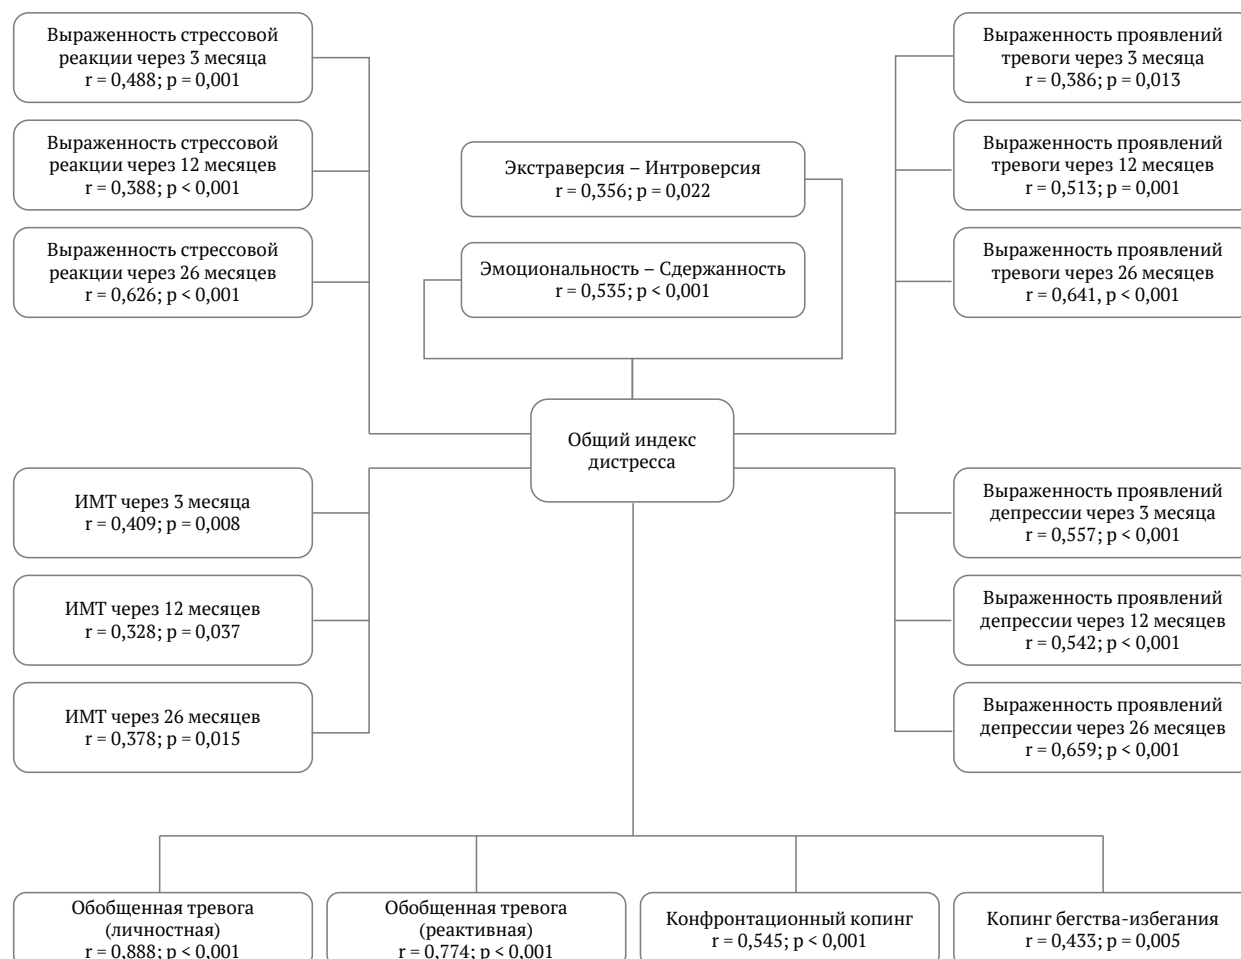 Выраженность стрессовой
реакции через 3 месяца
r = 0,488; p = 0,001
Выраженность стрессовой
реакции через 12 месяцев
r = 0,388; p < 0,001
Выраженность стрессовой
реакции через 26 месяцев
r = 0,626; p < 0,001
Экстраверсия – Интроверсия
r = 0,356; p = 0,022
Эмоциональность – Сдержанность
r = 0,535; p < 0,001
Выраженность проявлений
тревоги через 3 месяца
r = 0,386; p = 0,013
Выраженность проявлений
тревоги через 12 месяцев
r = 0,513; p = 0,001
Выраженность проявлений
тревоги через 26 месяцев
r = 0,641, p < 0,001
Общий индекс
дистресса
ИМТ через 3 месяца
r = 0,409; p = 0,008
ИМТ через 12 месяцев
r = 0,328; p = 0,037
ИМТ через 26 месяцев
r = 0,378; p = 0,015
Выраженность проявлений
депрессии через 3 месяца
r = 0,557; p < 0,001
Выраженность проявлений
депрессии через 12 месяцев
r = 0,542; p < 0,001
Выраженность проявлений
депрессии через 26 месяцев
r = 0,659; p < 0,001
Обобщенная тревога
(личностная)
r = 0,888; p < 0,001
Обобщенная тревога
(реактивная)
r = 0,774; p < 0,001
Конфронтационный копинг
r = 0,545; p < 0,001
Копинг бегства-избегания
r = 0,433; p = 0,005